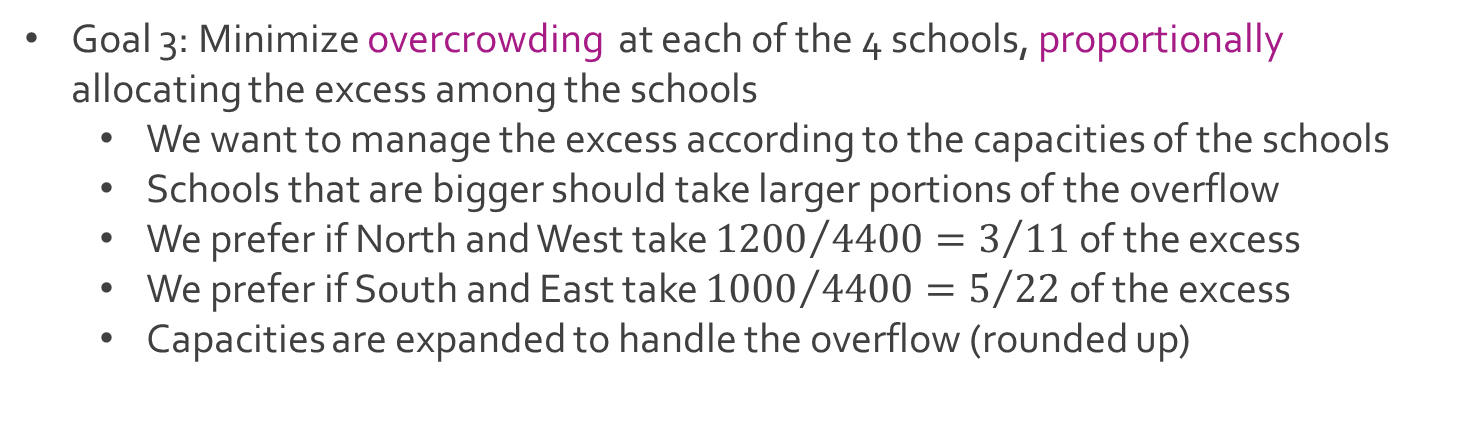 • Goal 3: Minimize overcrowding at each of the 4 schools, proportionally
allocating the excess among the schools
• We want to manage the excess according to the capacities of the schools
• Schools that are bigger should take larger portions of the overflow
• We prefer if North and West take 1200/4400 = 3/11 of the excess
• We prefer if South and East take 1000/4400 = 5/22 of the excess
• Capacities are expanded to handle the overflow (rounded up)